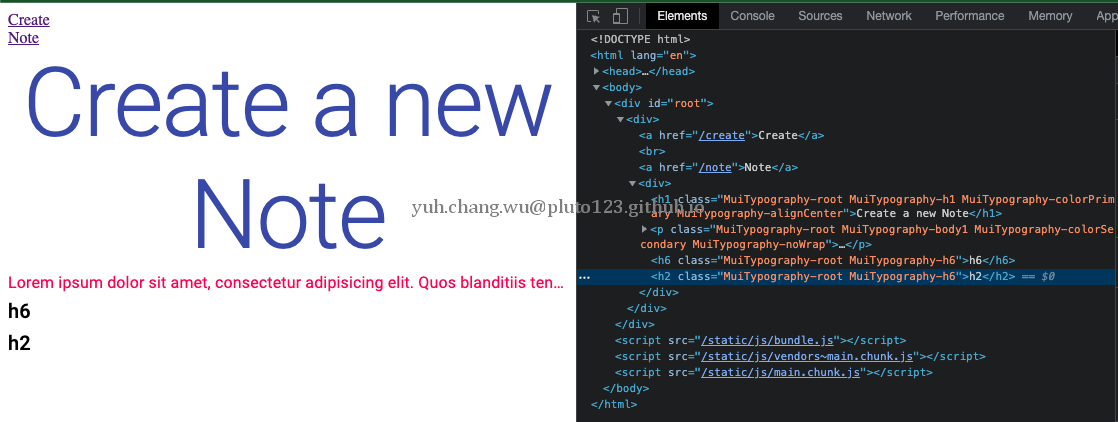 Create
Note
Create a new
Note
Lorem ipsum dolor sit amet, consectetur adipisicing elit. Quos blanditiis ten…
h6
h2
Elements Console Sources Network Performance Memory App
<!DOCTYPE html>
<html lang="en">
<head>…</head>
<body>
<div id="root">
<div>
<a href="/create">Create</a>
<br>
<a href="/note">Note</a>
<div>
<h1 class="MuiTypography-root MuiTypography-h1 MuiTypography-colorPrim
ary MuiTypography-alignCenter">Create a new Note</h1>
<p class="MuiTypography-root MuiTypography-body1 MuiTypography-colorSe
condary MuiTypography-noWrap">…</p>
<h6 class="MuiTypography-root MuiTypography-h6">h6</h6>
<h2 class="MuiTypography-root MuiTypography-h6">h2</h2> == $0
</div>
</div>
</div>
<script src="/static/js/bundle.js"></script>
<script src="/static/js/vendors~main.chunk.js"></script>
<script src="/static/js/main.chunk.js"></script>
</body>
</html>
yuh.chang.wu@pluto123.github.io